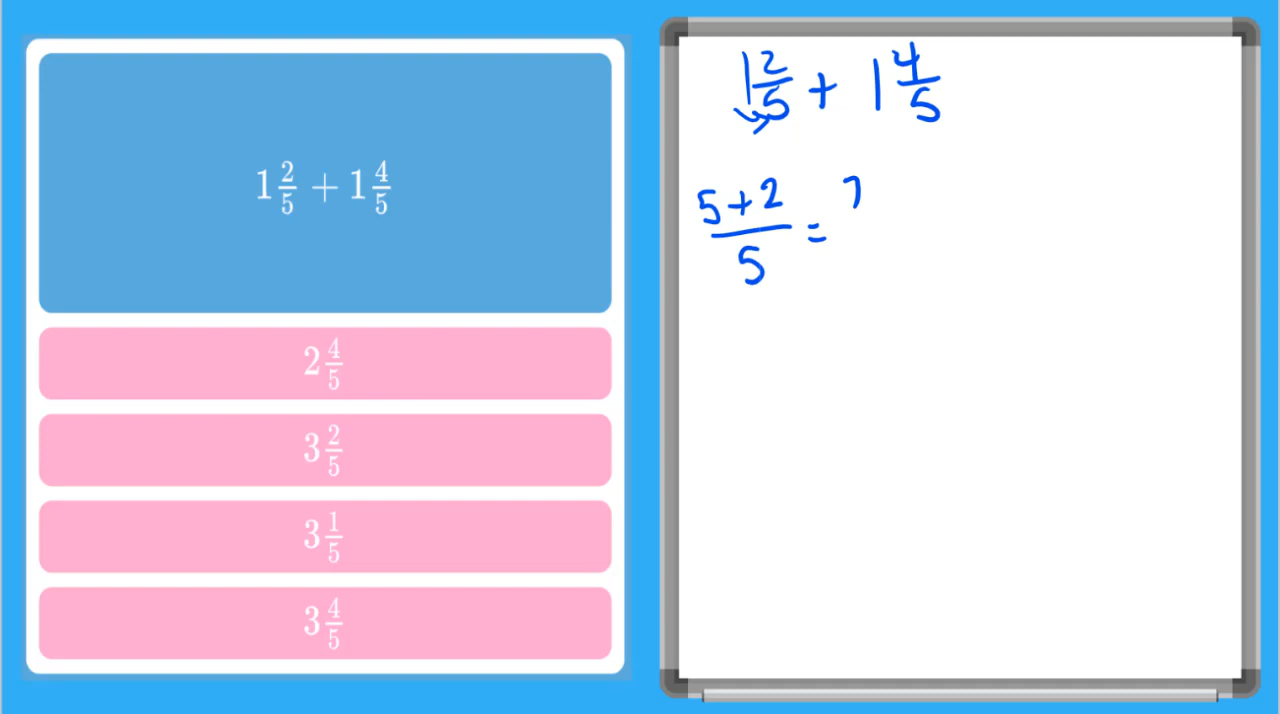 1 2/5 + 1 4/5
2 4/5
3 2/5
3 1/5
3 4/5
1 2/5 + 1 4/5
5+2/5 = 7